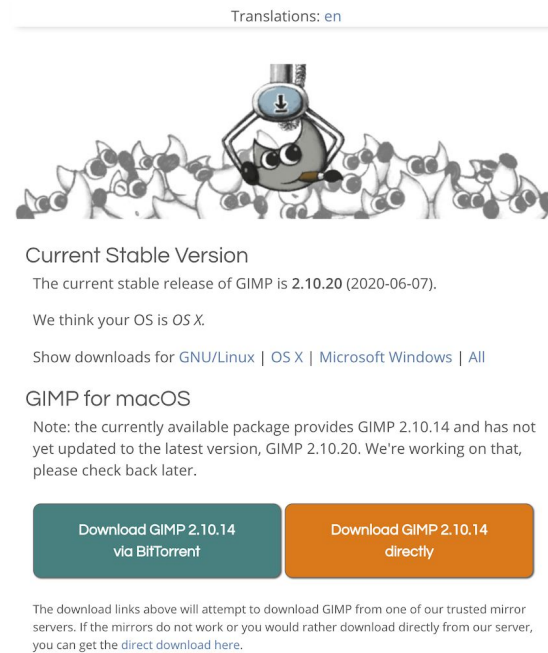 Translations: en
Current Stable Version
The current stable release of GIMP is 2.10.20 (2020-06-07).
We think your OS is OS X.
Show downloads for GNU/Linux | OS X | Microsoft Windows | All
GIMP for macOS
Note: the currently available package provides GIMP 2.10.14 and has not
yet updated to the latest version, GIMP 2.10.20. We're working on that,
please check back later.
Download GIMP 2.10.14
via BitTorrent
Download GIMP 2.10.14
directly
The download links above will attempt to download GIMP from one of our trusted mirror
servers. If the mirrors do not work or you would rather download directly from our server,
you can get the direct download here.